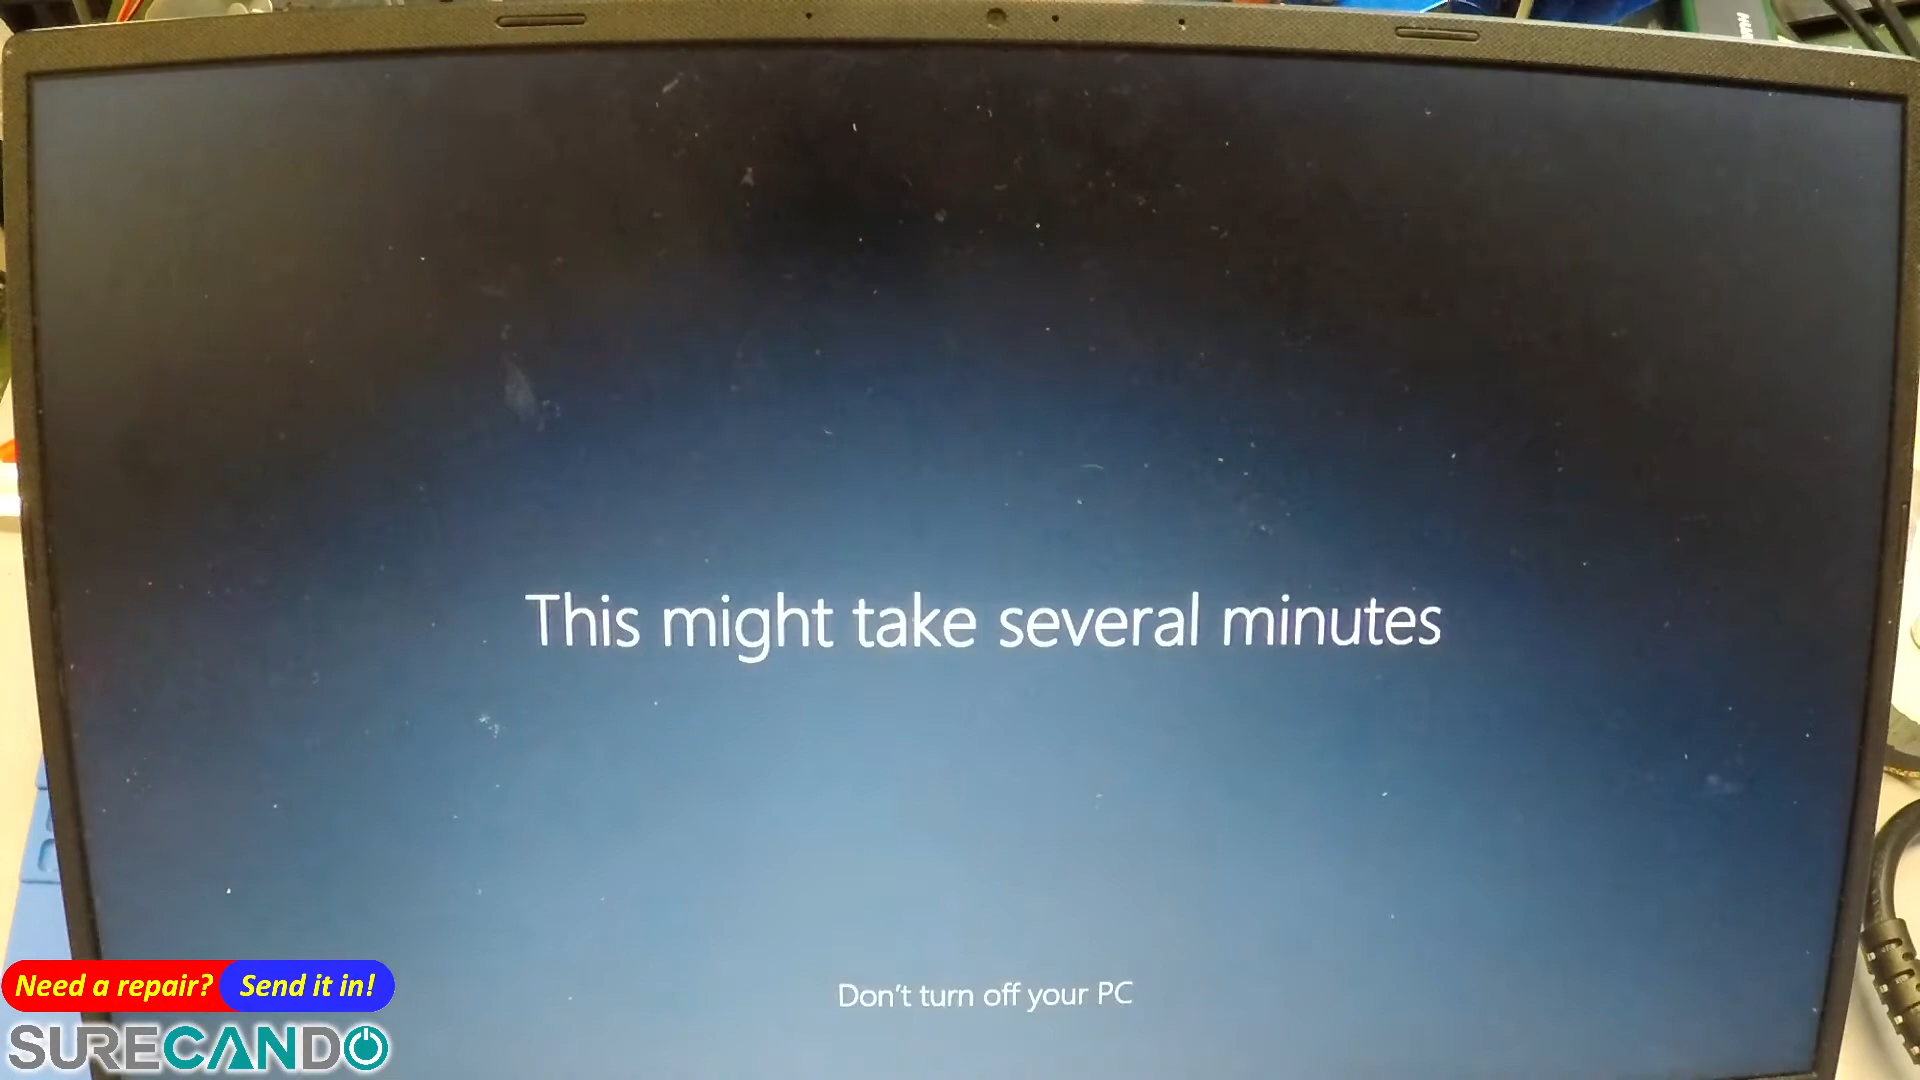 This might take several minutes
Don't turn off your PC
Need a repair? Send it in!
SURECANDO